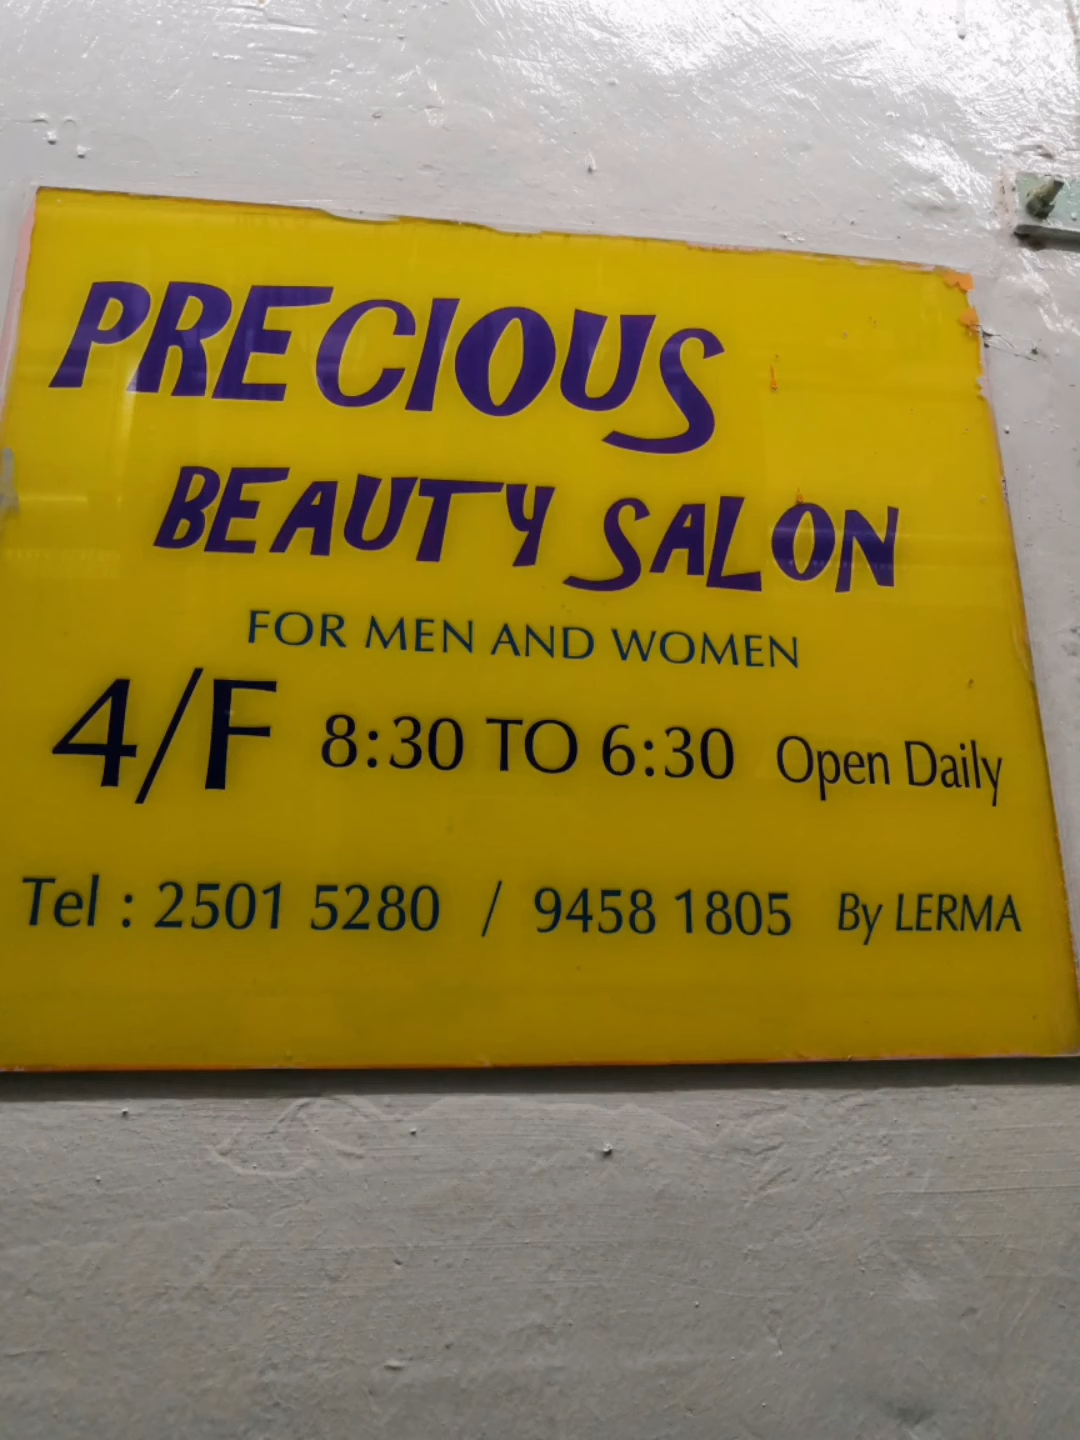 PRECIOUS
BEAUTY SALON
FOR MEN AND WOMEN
4/F 8:30 TO 6:30 Open Daily
Tel : 2501 5280 / 9458 1805 By LERMA